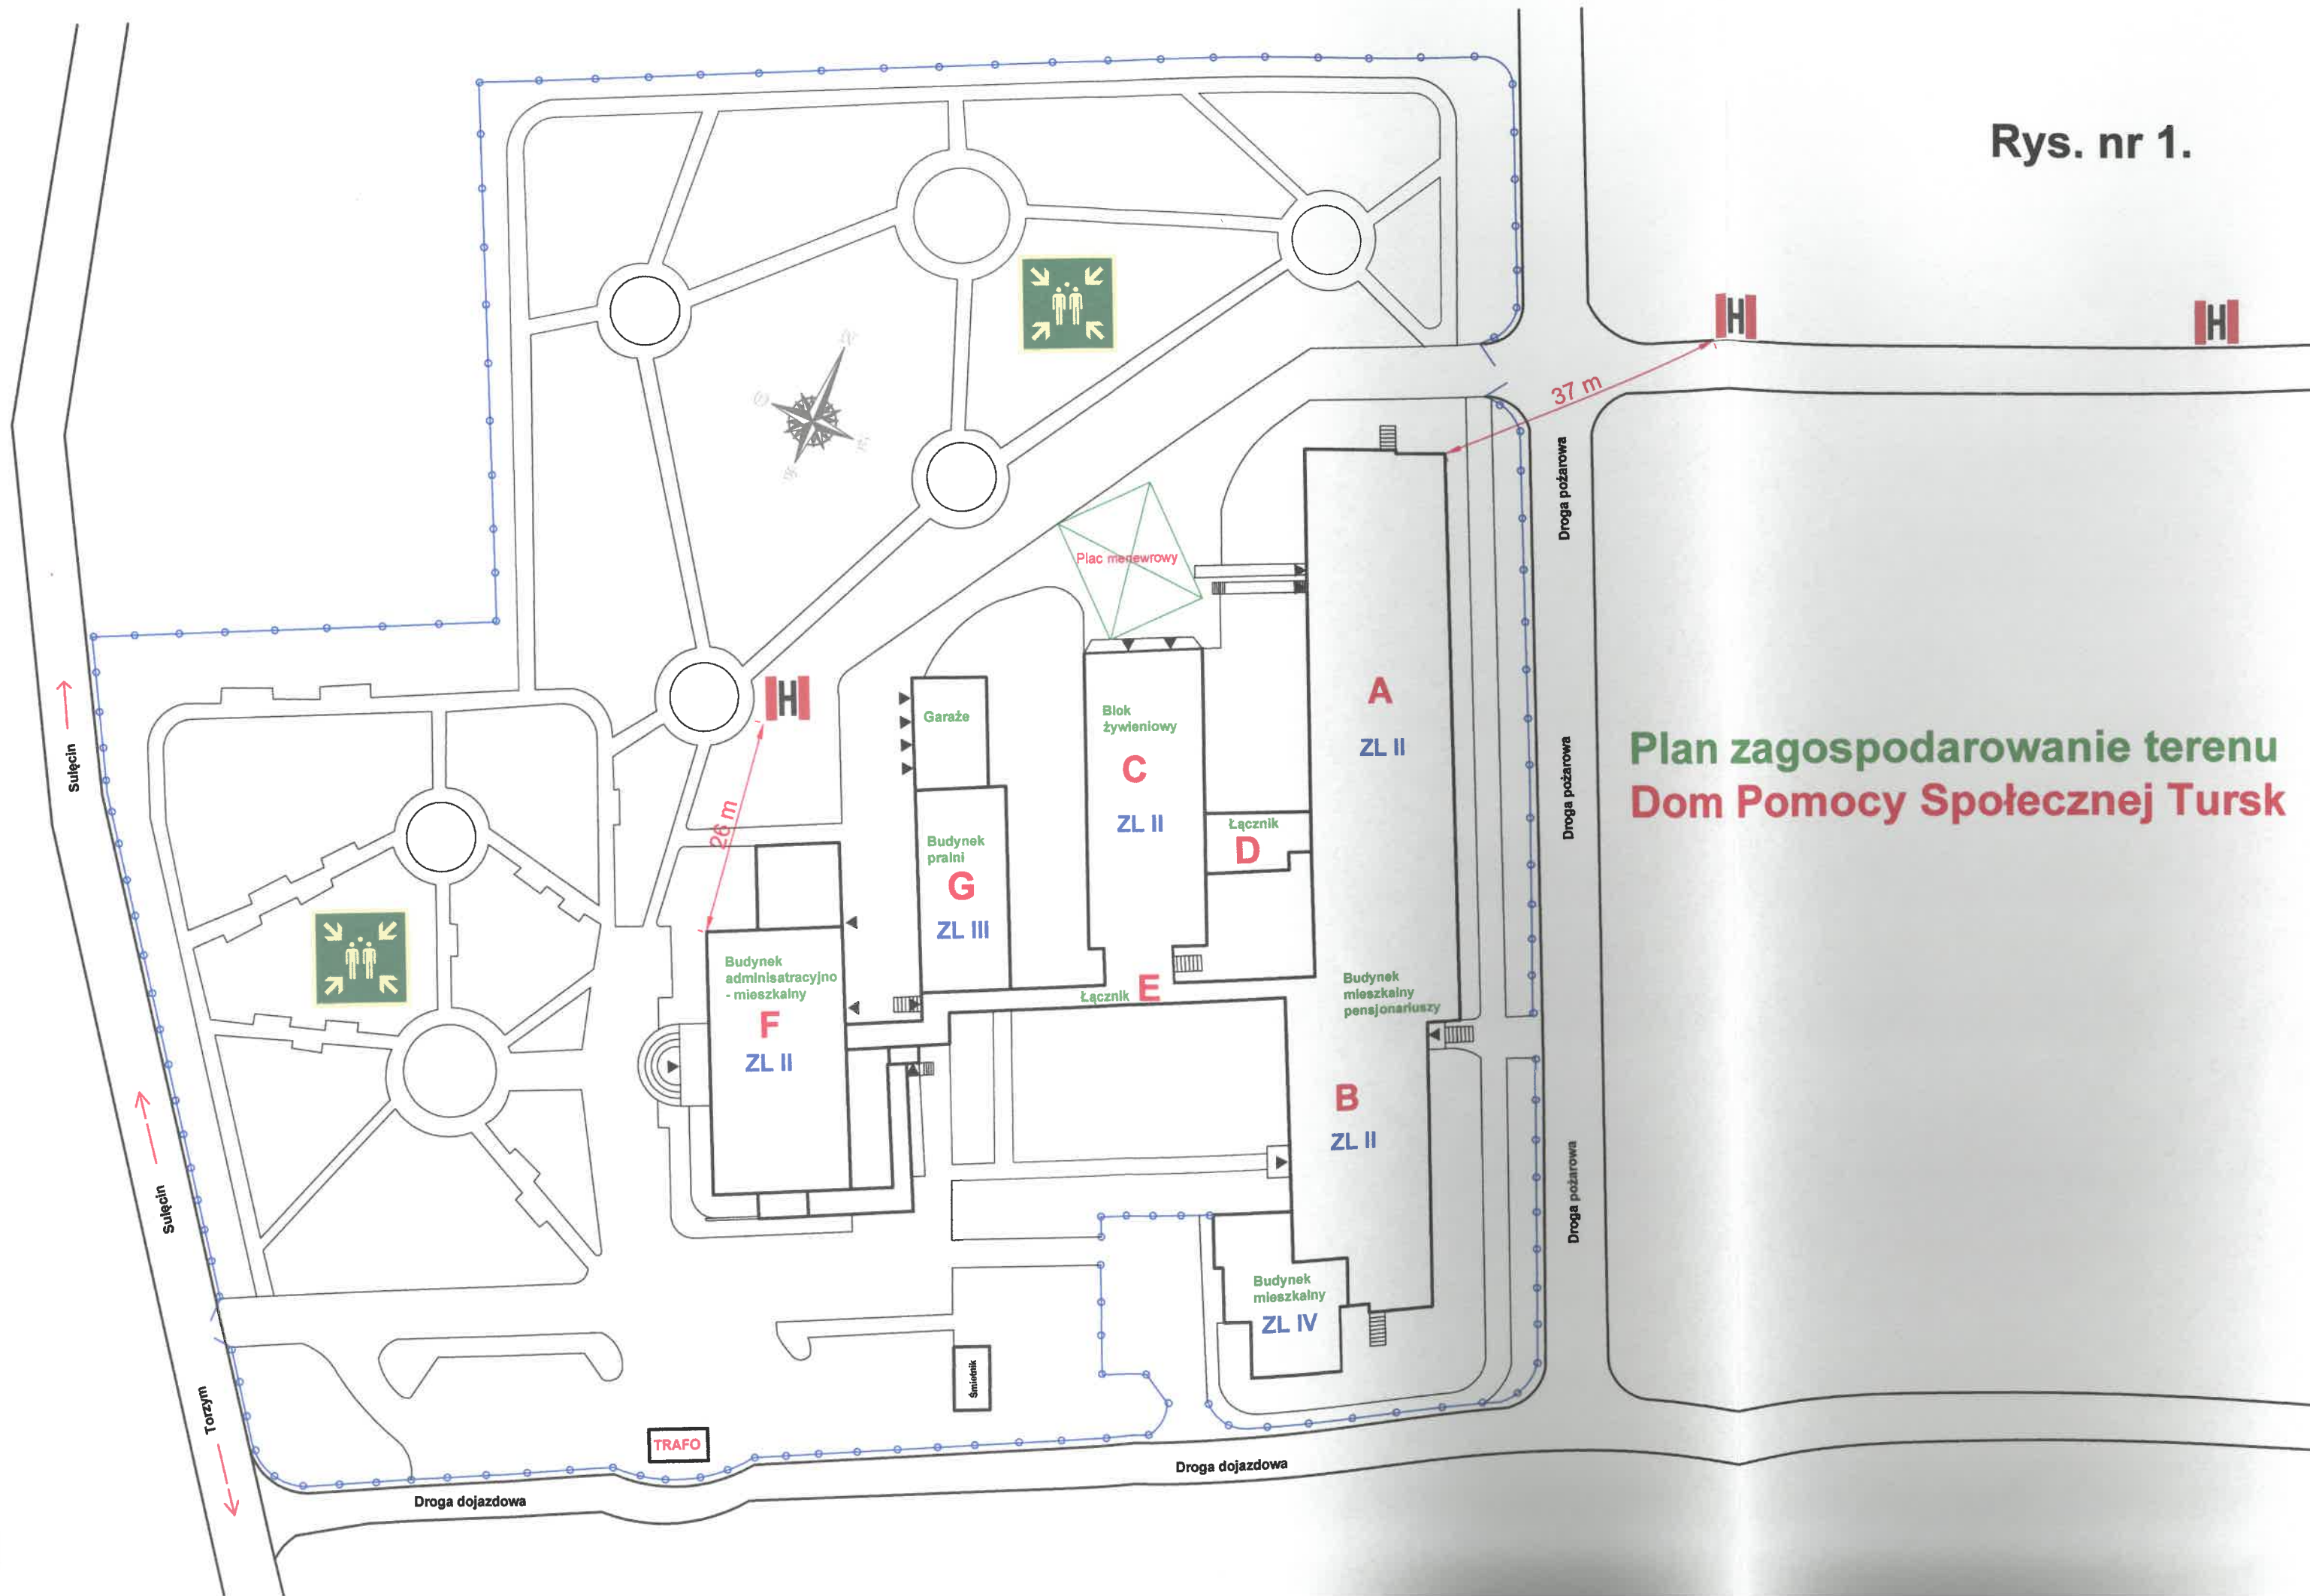 Rys. nr 1.
H
H
37 m
Droga pożarowa
Plac menewrowy
A
ZL II
H
Garaże
Blok
żywieniowy
C
ZL II
Sulęcin
Droga pożarowa
Plan zagospodarowanie terenu
Dom Pomocy Społecznej Tursk
26 m
Budynek
pralni
G
ZL III
Łącznik
D
Budynek
adminisatracyjno
- mieszkalny
F
ZL II
Łącznik E
Budynek
mieszkalny
pensjonariuszy
B
ZL II
Droga pożarowa
Sulęcin
Budynek
mieszkalny
ZL IV
Śmietnik
Torzym
TRAFO
Droga dojazdowa
Droga dojazdowa